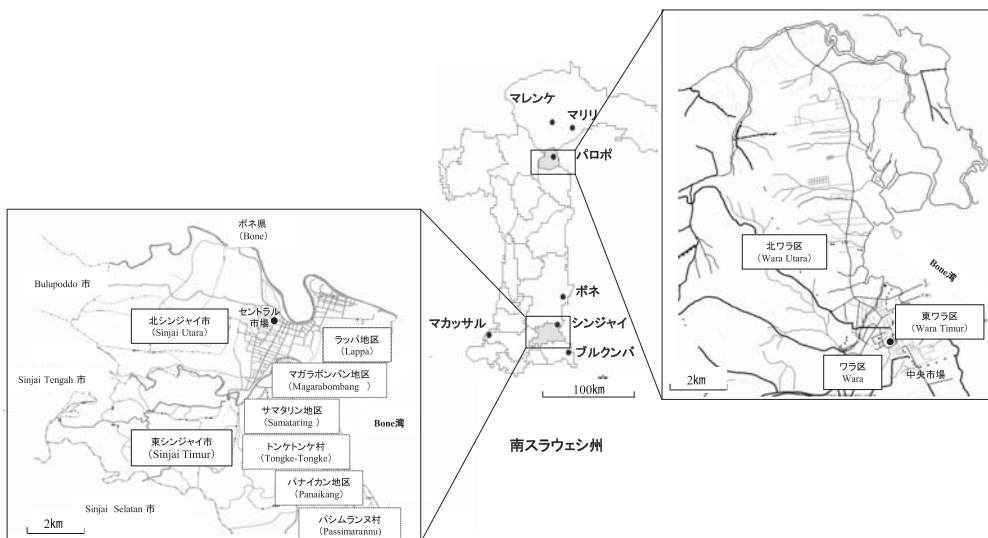 ボネ県
(Bone)
Bulupoddo 市
北シンジャイ市
(Sinjai Utara)
セントラル
市場
ラッパ地区
(Lappa)
マガラボンバン地区
(Magarabombang )
Sinjai Tengah 市
サマタリン地区
(Samataring )
Bone湾
東シンジャイ市
(Sinjai Timur)
トンケトンケ村
(Tongke-Tongke)
パナイカン地区
(Panaikang)
Sinjai Selatan 市
パシムランヌ村
(Passimarannu)
2km
マレンケ
マリリ
パロポ
ボネ
シンジャイ
マカッサル
ブルクンバ
100km
南スラウェシ州
北ワラ区
(Wara Utara)
Bone湾
東ワラ区
(Wara Timur)
ワラ区
Wara
中央市場
2km